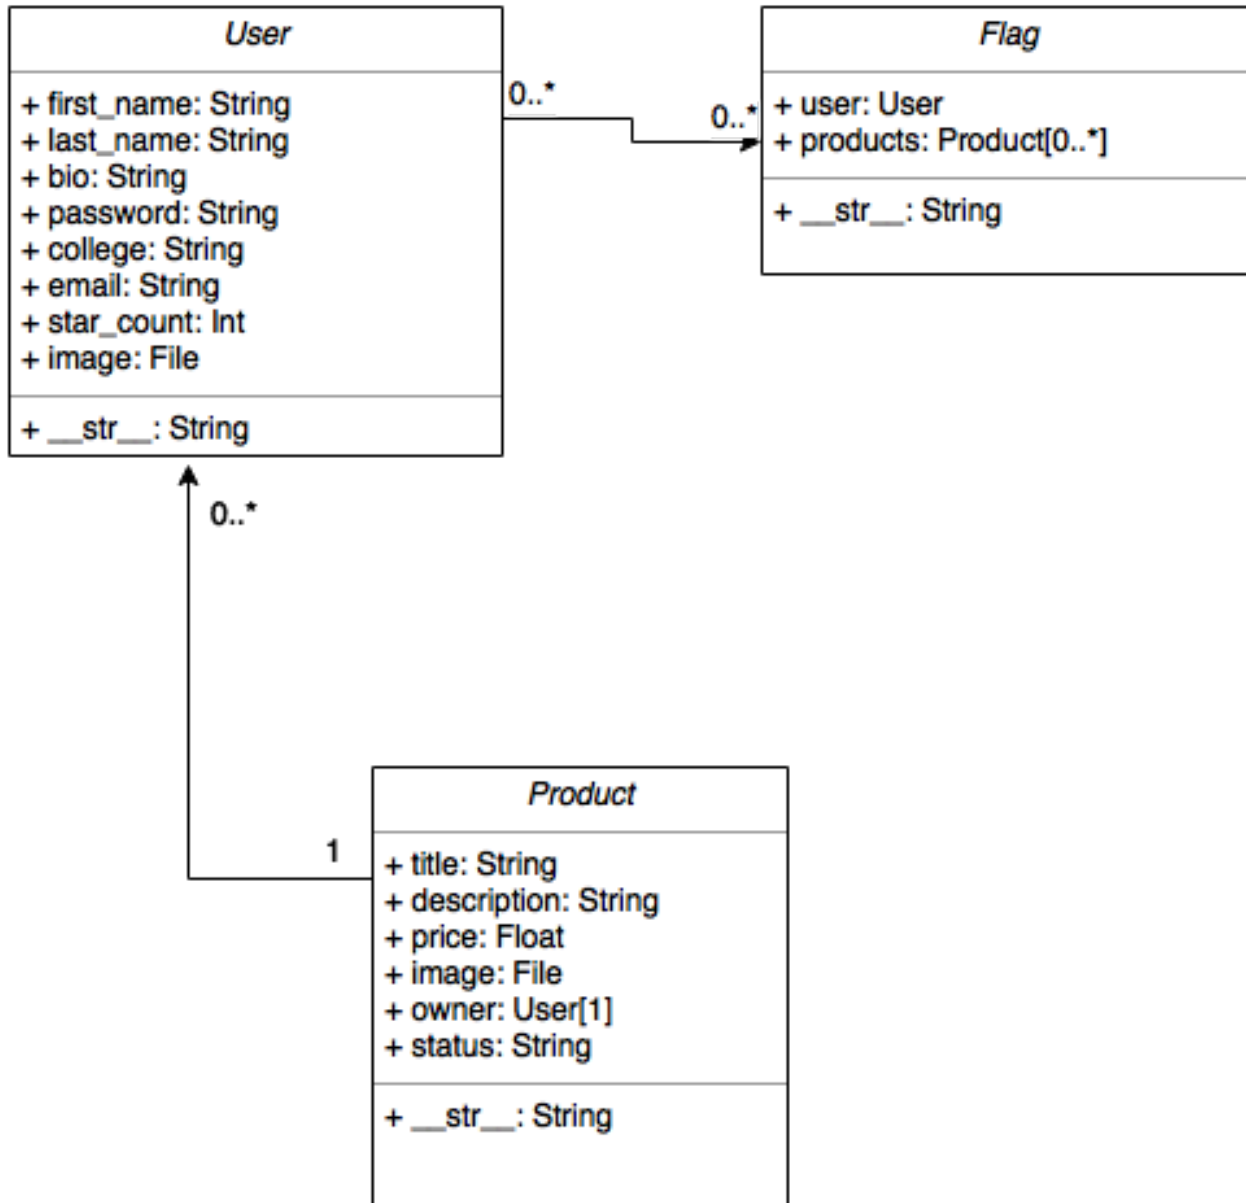 User
+ first_name: String
+ last_name: String
+ bio: String
+ password: String
+ college: String
+ email: String
+ star_count: Int
+ image: File
+ __str__: String
0..*
0..*
Flag
+ user: User
+ products: Product[0..*]
+ __str__: String
0..*
1
Product
+ title: String
+ description: String
+ price: Float
+ image: File
+ owner: User[1]
+ status: String
+ __str__: String